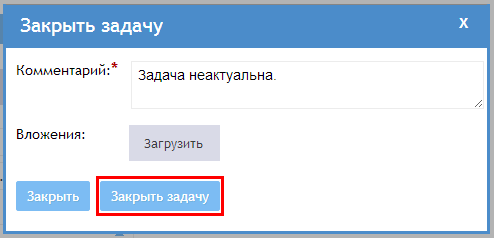 Закрыть задачу x
Комментарий:* Задача неактуальна.
Вложения: Загрузить
Закрыть Закрыть задачу